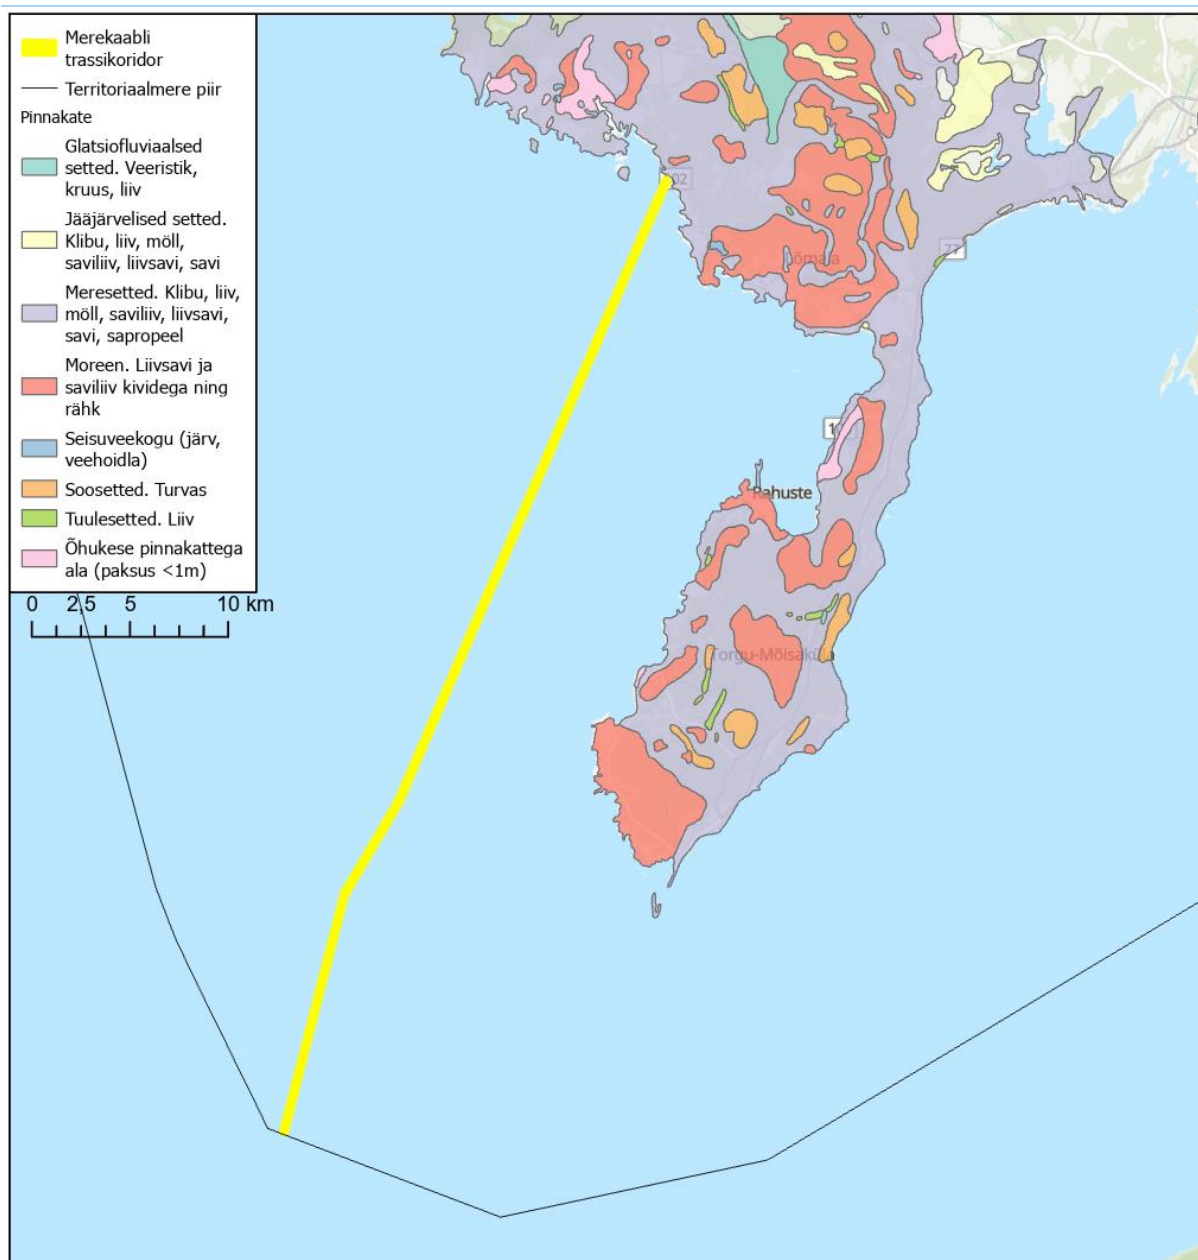 Merekaabli
trassikoridor
Territoriaalmere piir
Pinnakate
Glatsiofluviaalsed
setted. Veeristik,
kruus, liiv
Jääjärvelised setted.
Klibu, liiv, möll,
saviliiv, liivsavi, savi
Meresetted. Klibu, liiv,
möll, saviliiv, liivsavi,
savi, sapropeel
Moreen. Liivsavi ja
saviliiv kividega ning
rähk
Seisuveekogu (järv,
veehoidla)
Soosetted. Turvas
Tuulesetted. Liiv
Õhukese pinnakattega
ala (paksus <1m)
0 2,5 5 10 km
77
Rahuste
Torgu-Mõisaküla